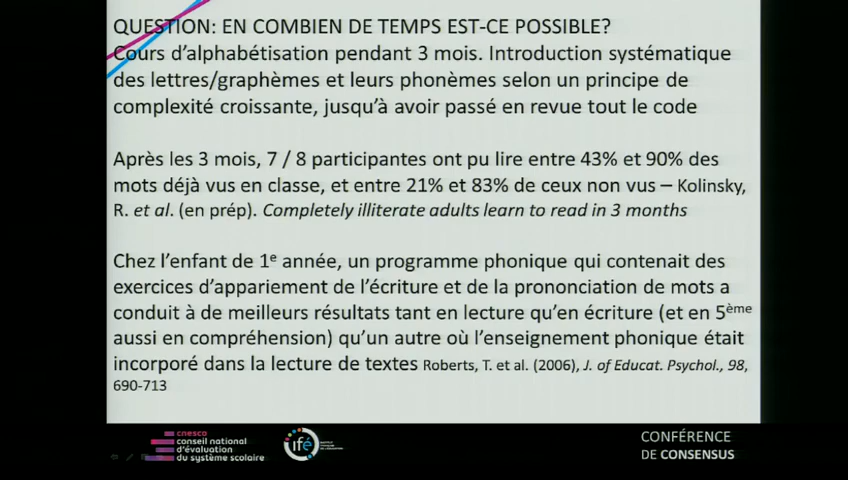 QUESTION: EN COMBIEN DE TEMPS EST-CE POSSIBLE?
Cours d'alphabétisation pendant 3 mois. Introduction systématique
des lettres/graphèmes et leurs phonèmes selon un principe de
complexité croissante, jusqu'à avoir passé en revue tout le code
Après les 3 mois, 7 / 8 participantes ont pu lire entre 43% et 90% des
mots déjà vus en classe, et entre 21% et 83% de ceux non vus – Kolinsky,
R. et al. (en prép). Completely illiterate adults learn to read in 3 months
Chez l'enfant de 1e année, un programme phonique qui contenait des
exercices d'appariement de l'écriture et de la prononciation de mots a
conduit à de meilleurs résultats tant en lecture qu'en écriture (et en 5ème
aussi en compréhension) qu'un autre où l'enseignement phonique était
incorporé dans la lecture de textes Roberts, T. et al. (2006), J. of Educat. Psychol., 98,
690-713
cnesco
conseil national
d'évaluation
du système scolaire
ifé
CONFÉRENCE
DE CONSENSUS